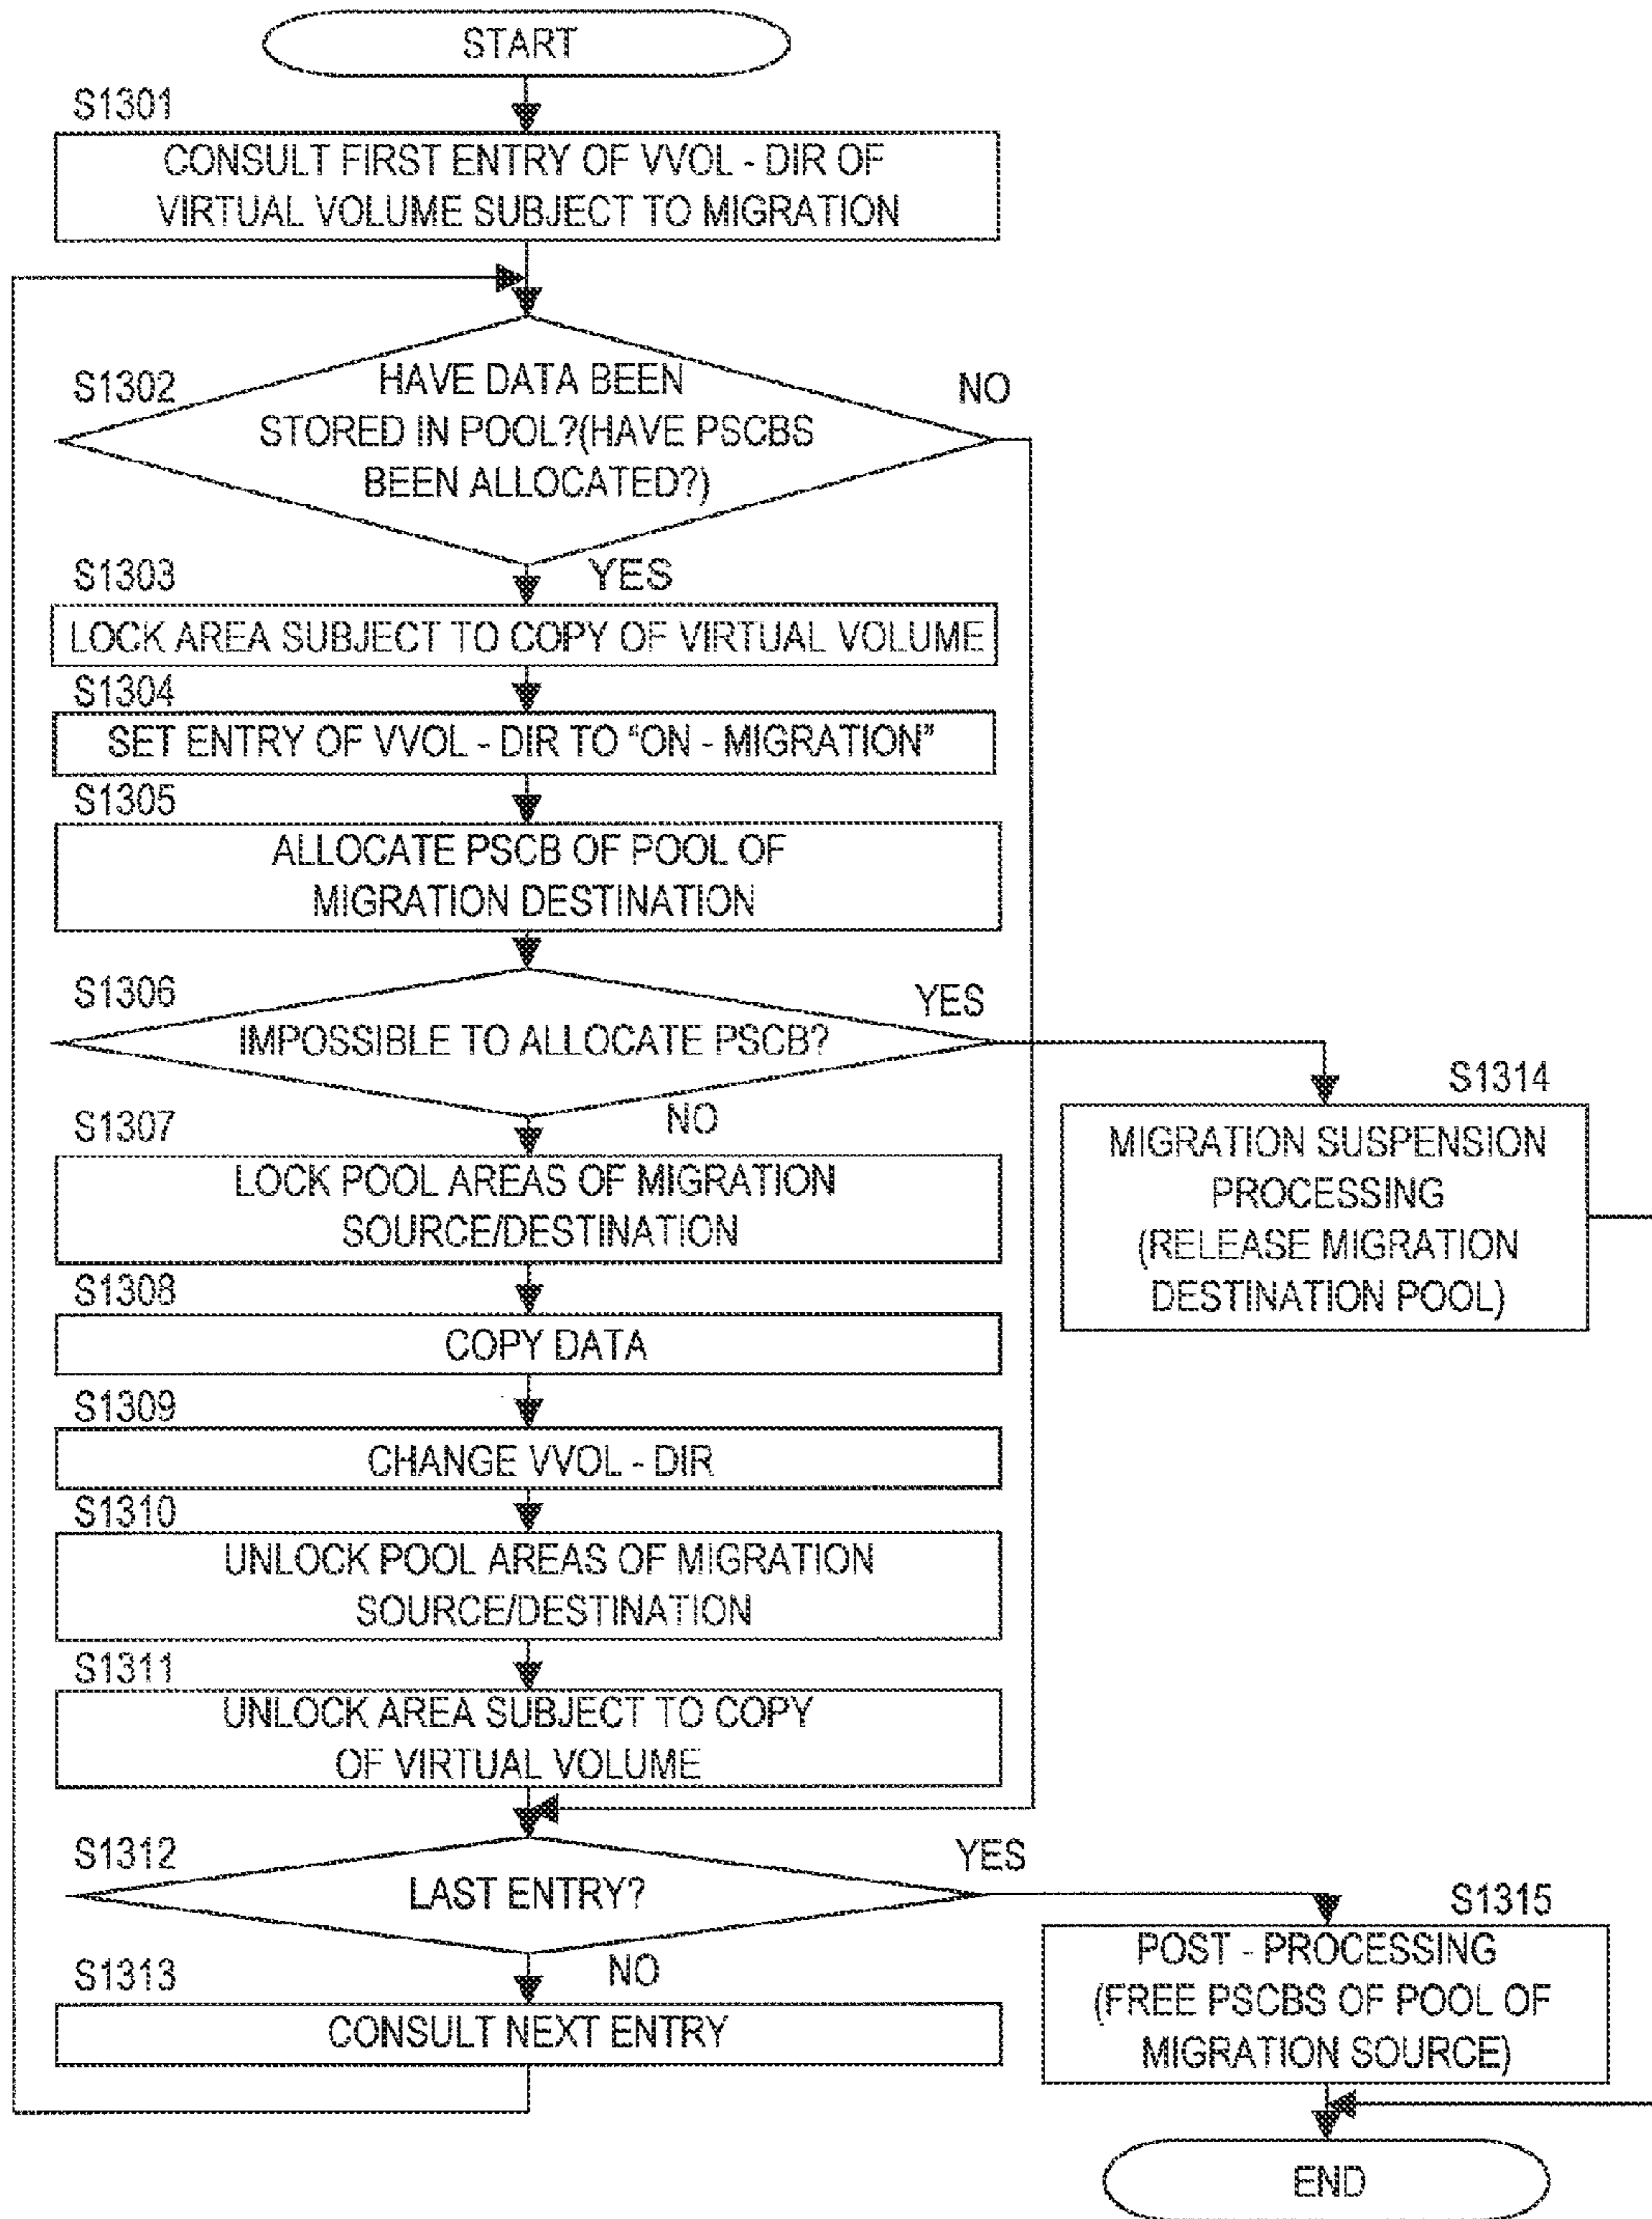 START
S1301
CONSULT FIRST ENTRY OF VVOL - DIR OF
VIRTUAL VOLUME SUBJECT TO MIGRATION
S1302
HAVE DATA BEEN
STORED IN POOL?(HAVE PSCBS
BEEN ALLOCATED?)
NO
YES
S1303
LOCK AREA SUBJECT TO COPY OF VIRTUAL VOLUME
S1304
SET ENTRY OF VVOL - DIR TO "ON - MIGRATION"
S1305
ALLOCATE PSCB OF POOL OF
MIGRATION DESTINATION
S1306
IMPOSSIBLE TO ALLOCATE PSCB?
YES
NO
S1314
MIGRATION SUSPENSION
PROCESSING
(RELEASE MIGRATION
DESTINATION POOL)
S1307
LOCK POOL AREAS OF MIGRATION
SOURCE/DESTINATION
S1308
COPY DATA
S1309
CHANGE VVOL - DIR
S1310
UNLOCK POOL AREAS OF MIGRATION
SOURCE/DESTINATION
S1311
UNLOCK AREA SUBJECT TO COPY
OF VIRTUAL VOLUME
S1312
LAST ENTRY?
YES
NO
S1313
CONSULT NEXT ENTRY
S1315
POST - PROCESSING
(FREE PSCBS OF POOL OF
MIGRATION SOURCE)
END